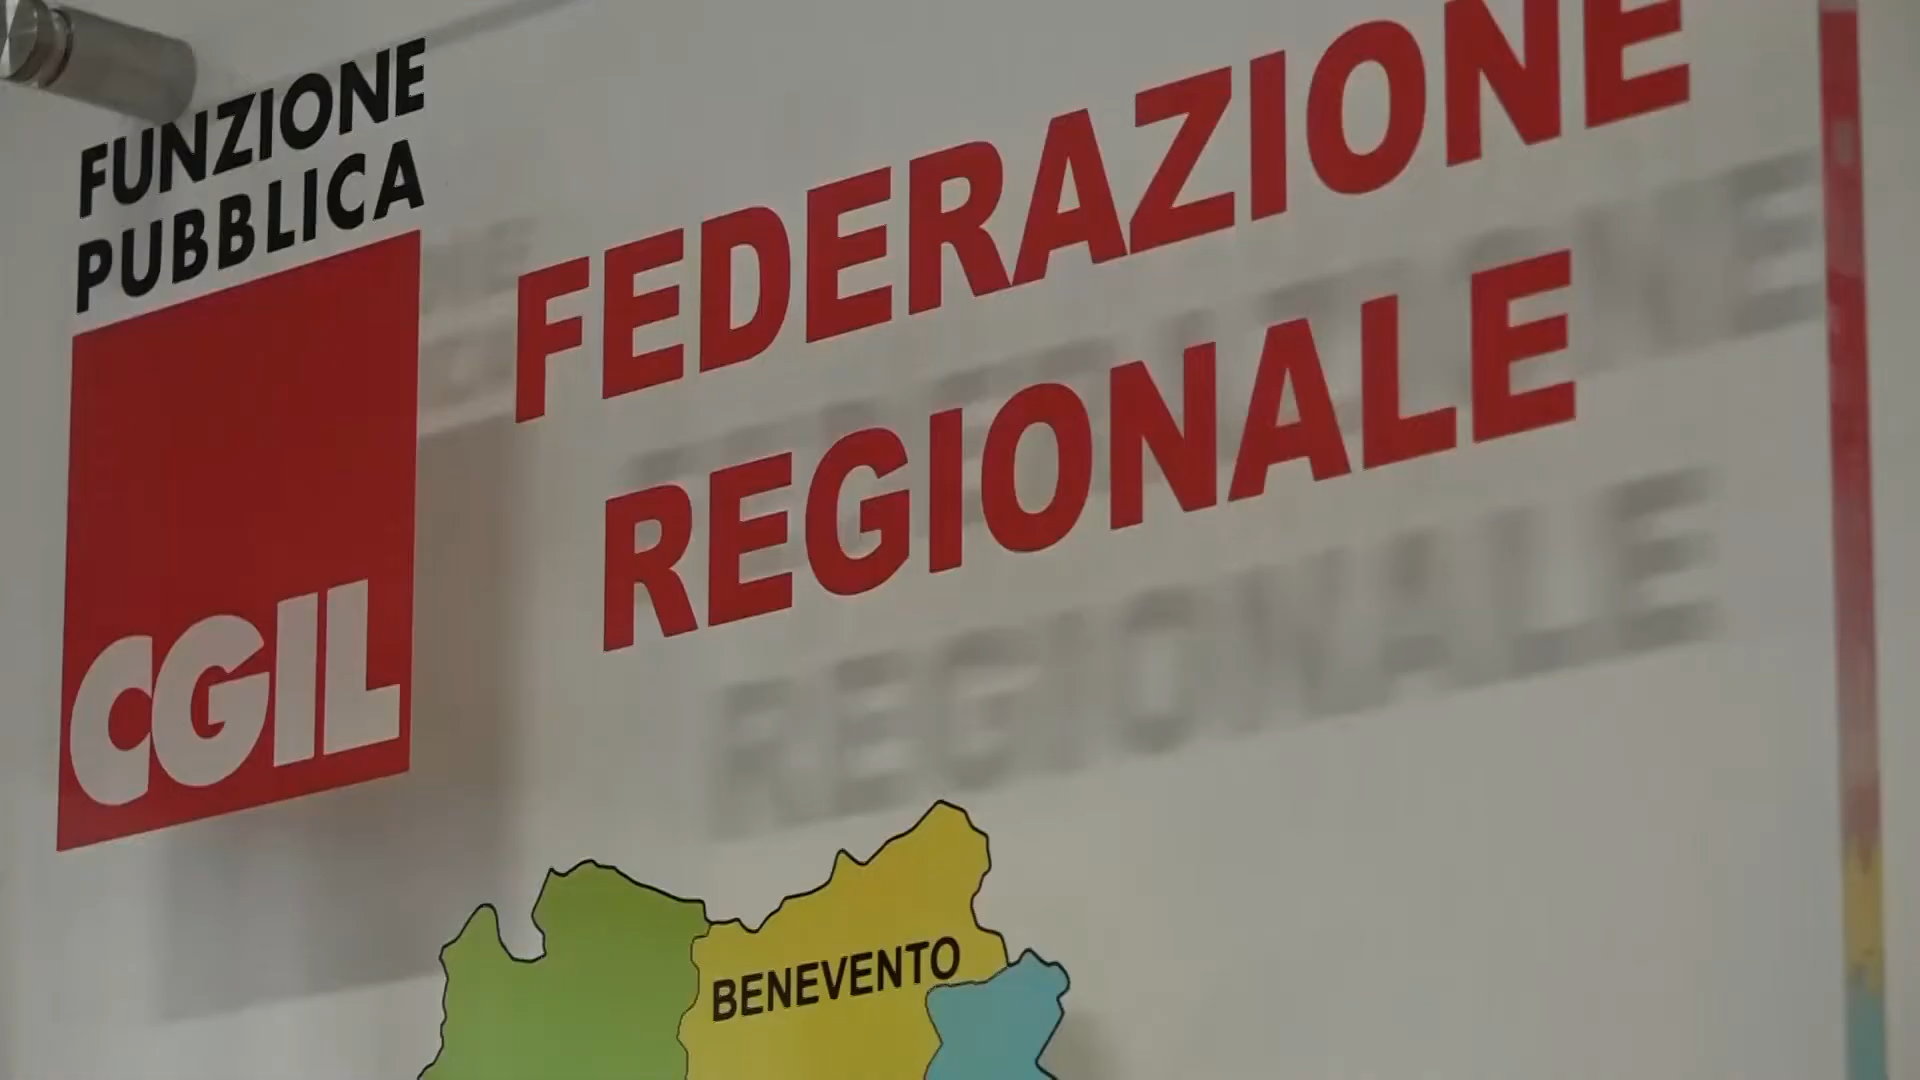 FUNZIONE
PUBBLICA
CGIL
FEDERAZIONE
REGIONALE
BENEVENTO